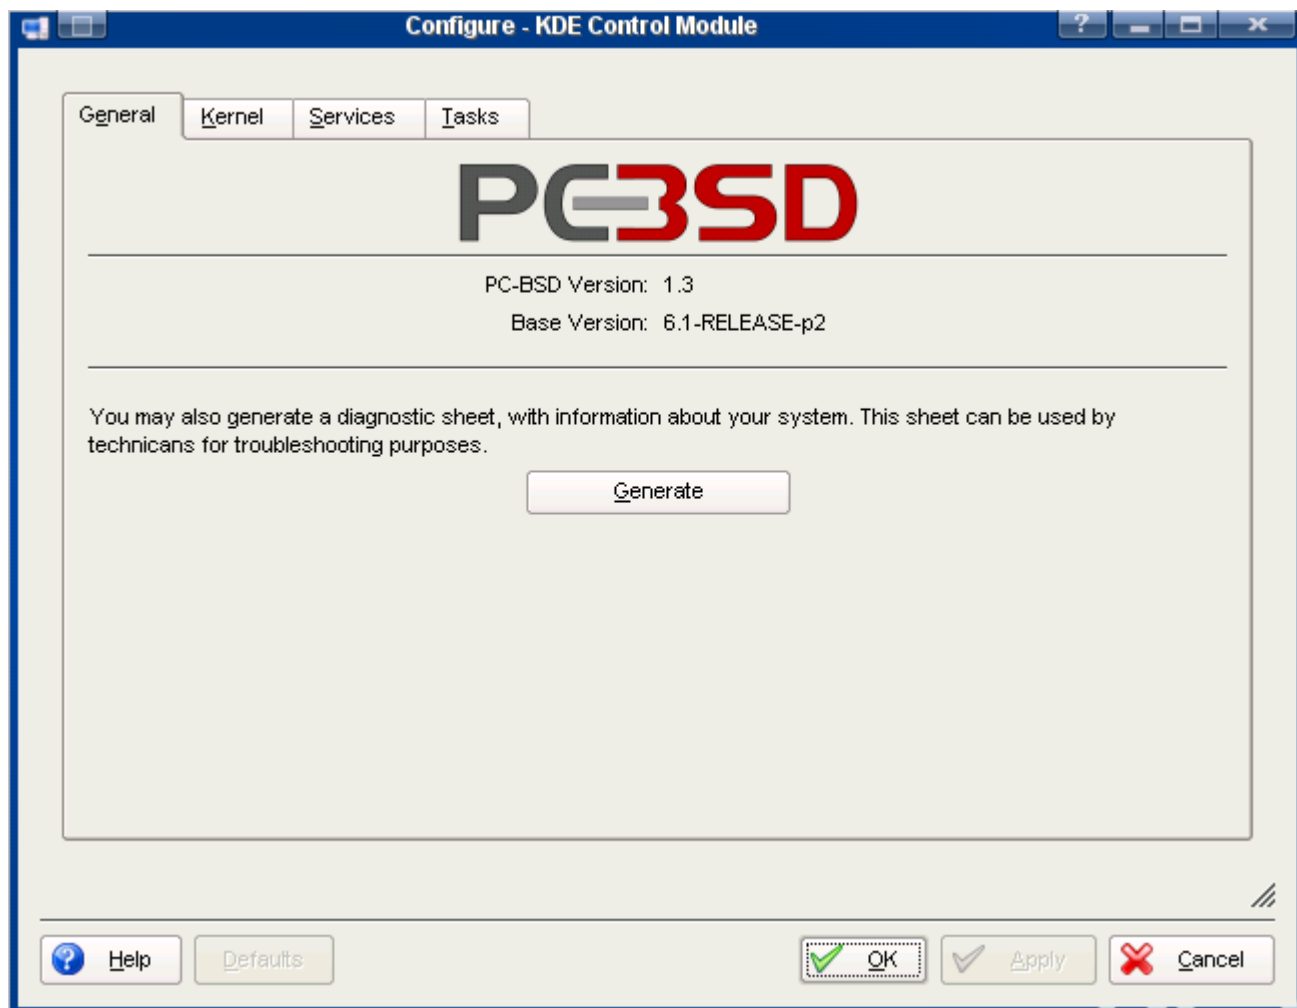 Configure - KDE Control Module
?
General Kernel Services Tasks
PC-BSD
PC-BSD Version: 1.3
Base Version: 6.1-RELEASE-p2
You may also generate a diagnostic sheet, with information about your system. This sheet can be used by
technicans for troubleshooting purposes.
Generate
? Help Defaults OK Apply Cancel